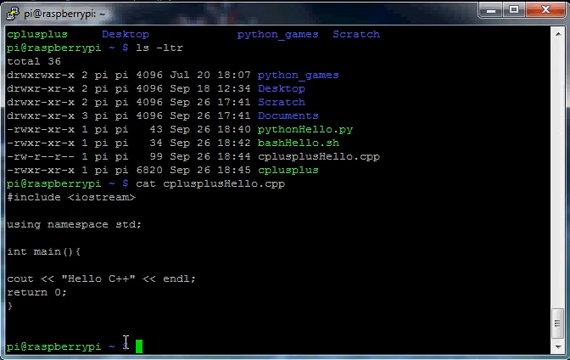 pi@raspberrypi: ~
cplusplus Desktop python_games Scratch
pi@raspberrypi ~ $ ls -ltr
total 36
drwxrwxr-x 2 pi pi 4096 Jul 20 18:07 python_games
drwxr-xr-x 2 pi pi 4096 Sep 18 12:34 Desktop
drwxr-xr-x 2 pi pi 4096 Sep 26 17:41 Scratch
drwxr-xr-x 3 pi pi 4096 Sep 26 17:41 Documents
-rwxr-xr-x 1 pi pi 43 Sep 26 18:40 pythonHello.py
-rwxr-xr-x 1 pi pi 34 Sep 26 18:42 bashHello.sh
-rw-r--r-- 1 pi pi 99 Sep 26 18:44 cplusplusHello.cpp
-rwxr-xr-x 1 pi pi 6820 Sep 26 18:45 cplusplus
pi@raspberrypi ~ $ cat cplusplusHello.cpp
#include <iostream>
using namespace std;
int main(){
cout << "Hello C++" << endl;
return 0;
}
pi@raspberrypi ~ $